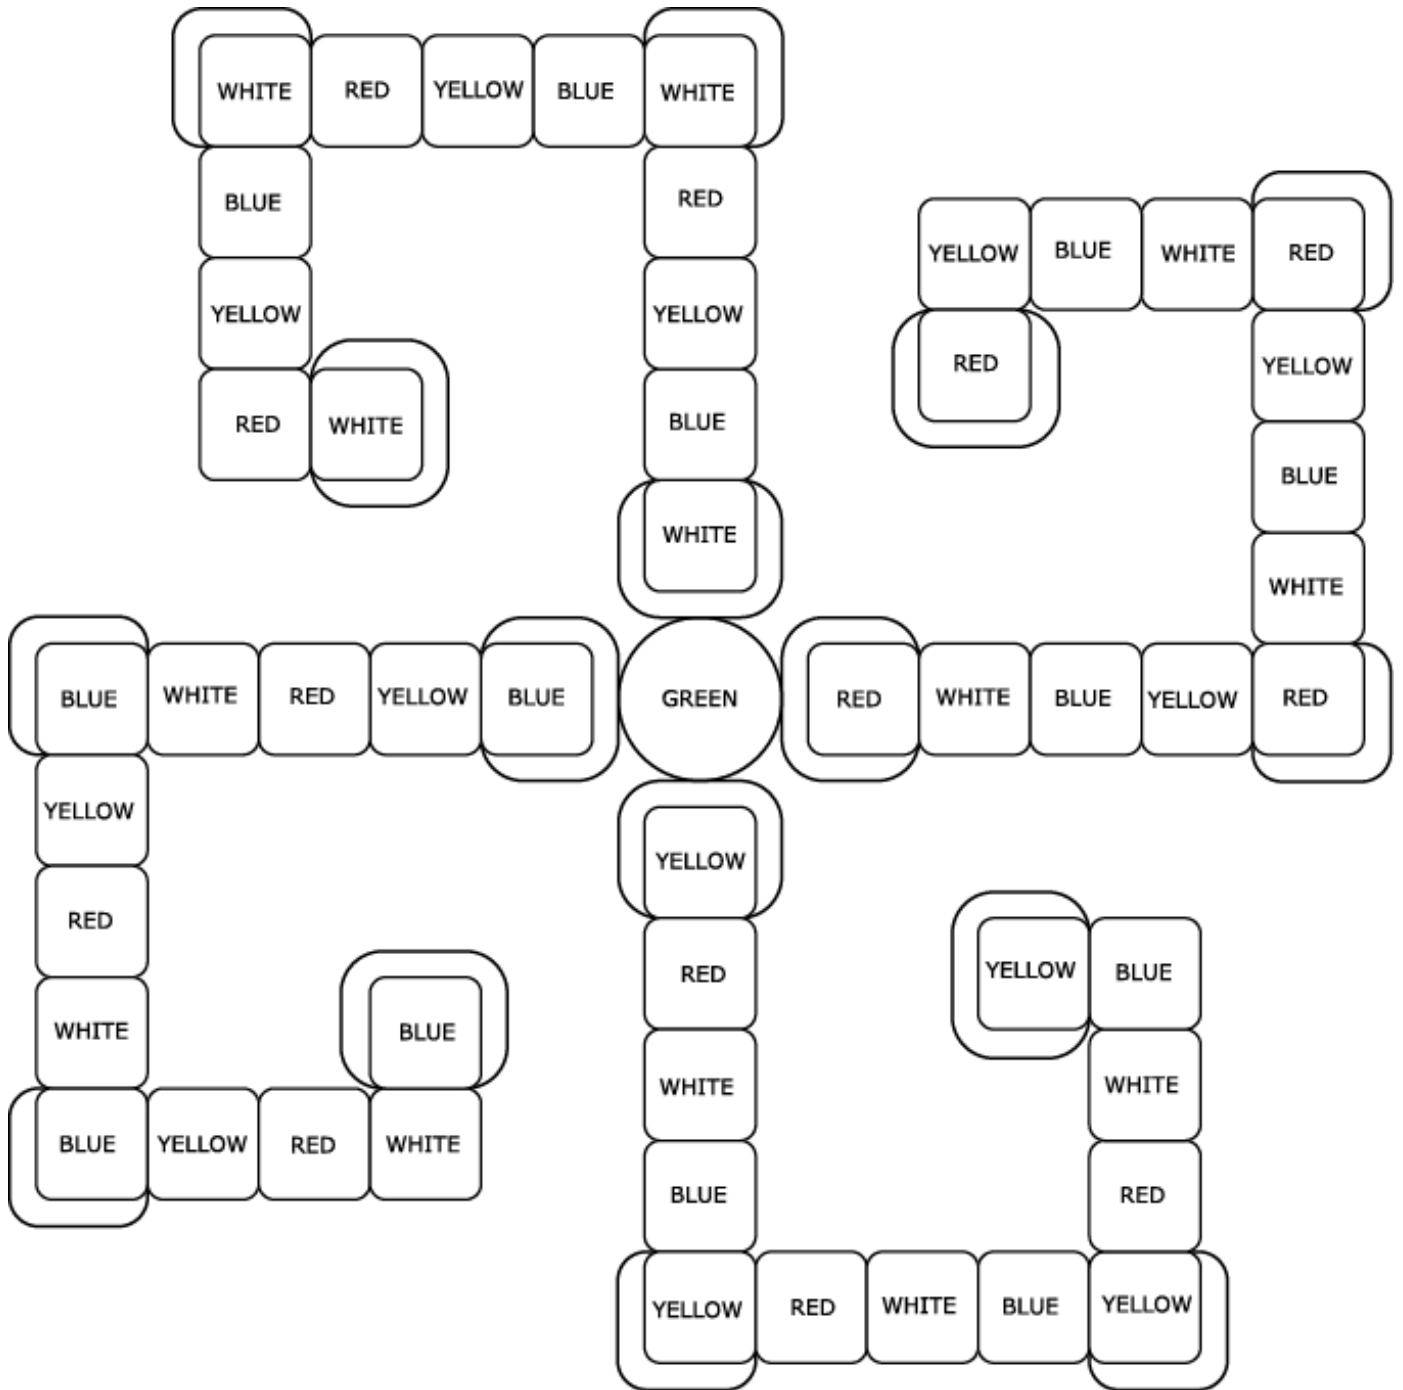 WHITE RED YELLOW BLUE WHITE
BLUE RED
YELLOW BLUE WHITE RED
YELLOW YELLOW
RED YELLOW
RED WHITE BLUE
BLUE
WHITE
WHITE
BLUE WHITE RED YELLOW BLUE GREEN RED WHITE BLUE YELLOW RED
YELLOW
YELLOW
RED RED YELLOW BLUE
WHITE BLUE WHITE WHITE
BLUE YELLOW RED WHITE
BLUE RED
YELLOW RED WHITE BLUE YELLOW